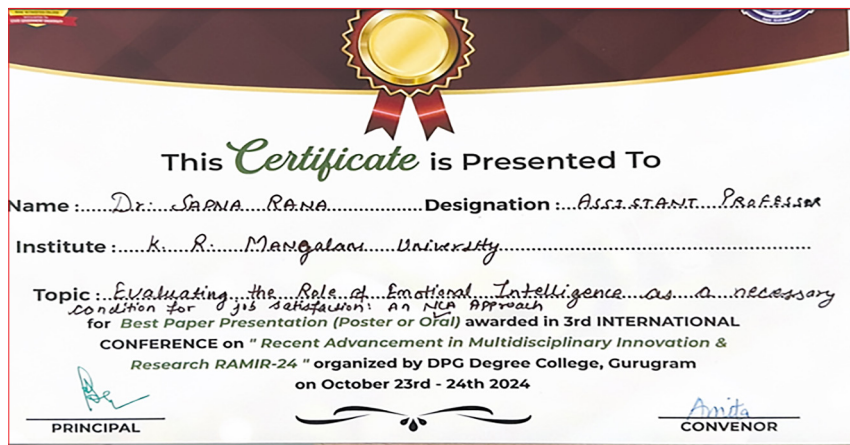 This Certificate is Presented To
Name :.....Dr. SAPNA RANA..............Designation :...ASSISTANT PROFESSOR
Institute :.....K. R. MANgalam University
Topic :..Evaluating the Role of Emotional Intelligence as a necessary
condition for job satisfaction: An NCA Approach
for Best Paper Presentation (Poster or Oral) awarded in 3rd INTERNATIONAL
CONFERENCE on " Recent Advancement in Multidisciplinary Innovation &
Research RAMIR-24 " organized by DPG Degree College, Gurugram
on October 23rd - 24th 2024
Anita
PRINCIPAL CONVENOR